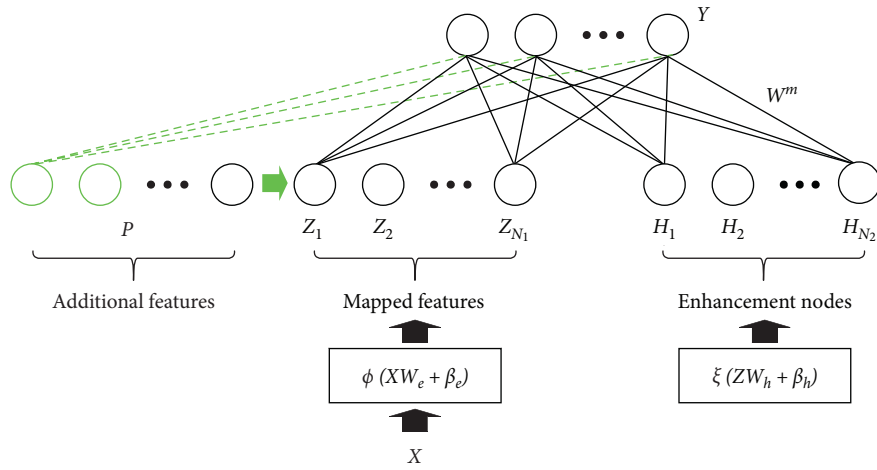 Y
W^m
P
Z_1 Z_2 Z_{N_1}
H_1 H_2 H_{N_2}
Additional features
Mapped features
Enhancement nodes
ϕ (XW_e + β_e)
ξ (ZW_h + β_h)
X